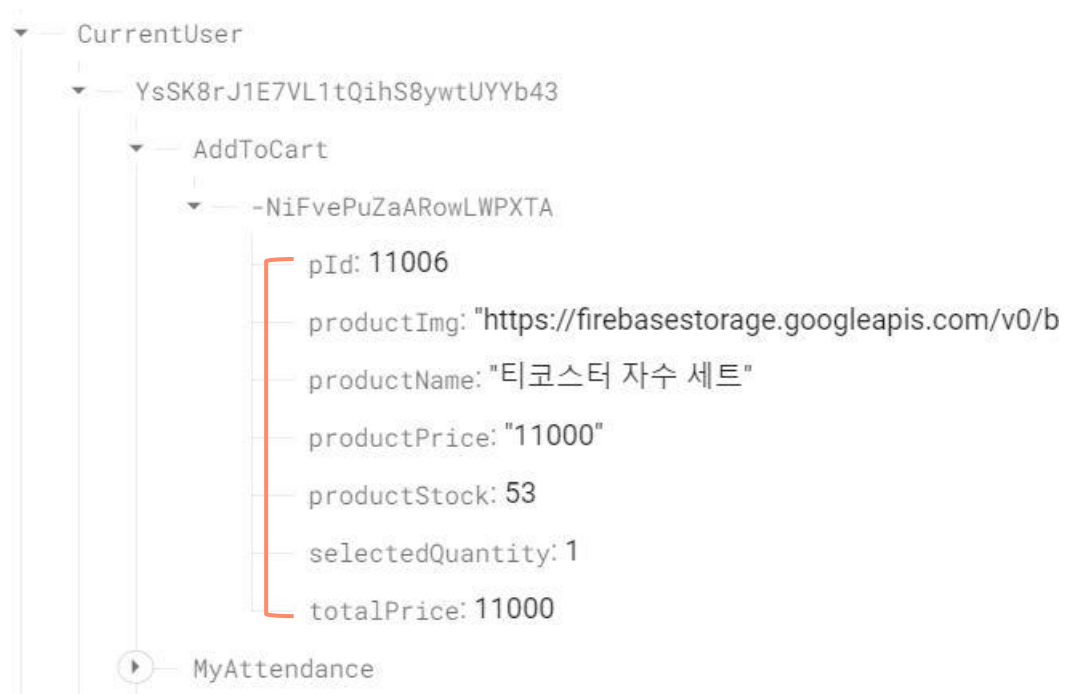 CurrentUser
YsSK8rJ1E7VL1tQihS8ywtUYYb43
AddToCart
-NiFvePuZaARowLWPXTA
pId: 11006
productImg: "https://firebasestorage.googleapis.com/v0/b
productName: "티코스터 자수 세트"
productPrice: "11000"
productStock: 53
selectedQuantity: 1
totalPrice: 11000
MyAttendance